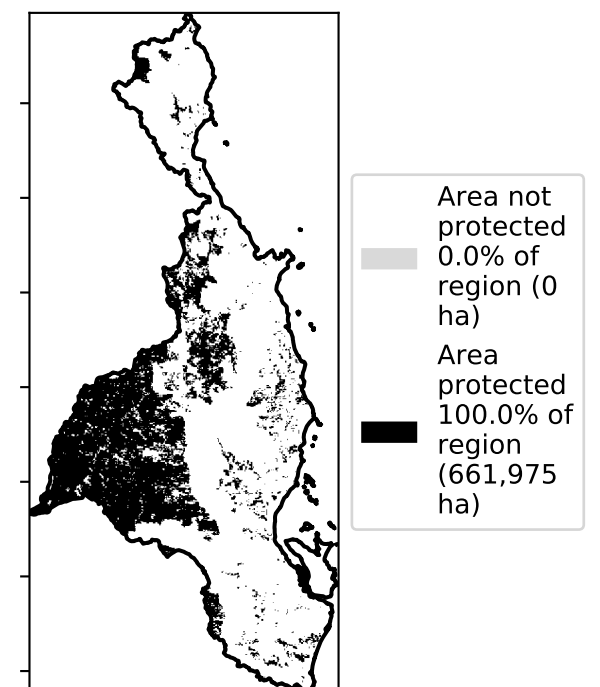 Area not
protected
0.0% of
region (0
ha)
Area
protected
100.0% of
region
(661,975
ha)